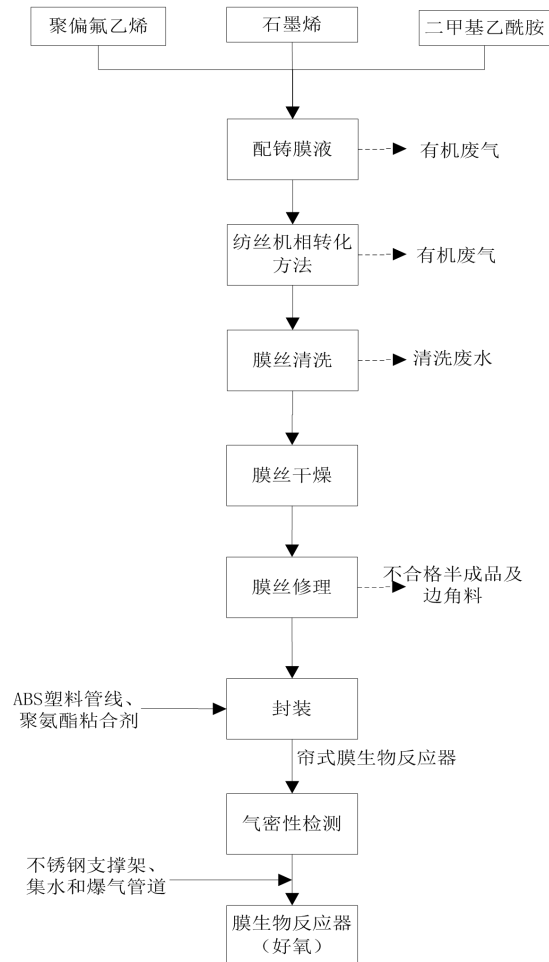 聚偏氟乙烯
石墨烯
二甲基乙酰胺
配铸膜液
有机废气
纺丝机相转化
方法
有机废气
膜丝清洗
清洗废水
膜丝干燥
膜丝修理
不合格半成品及
边角料
ABS塑料管线、
聚氨酯粘合剂
封装
帘式膜生物反应器
气密性检测
不锈钢支撑架、
集水和爆气管道
膜生物反应器
（好氧）